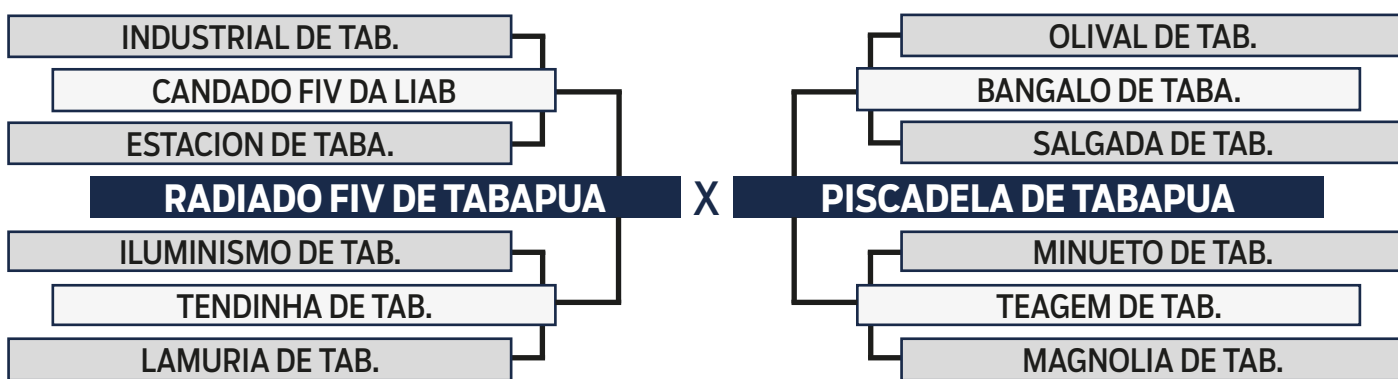 INDUSTRIAL DE TAB.
CANDADO FIV DA LIAB
ESTACION DE TABA.
RADIADO FIV DE TABAPUA
ILUMINISMO DE TAB.
TENDINHA DE TAB.
LAMURIA DE TAB.
X
OLIVAL DE TAB.
BANGALO DE TABA.
SALGADA DE TAB.
PISCADELA DE TABAPUA
MINUETO DE TAB.
TEAGEM DE TAB.
MAGNOLIA DE TAB.